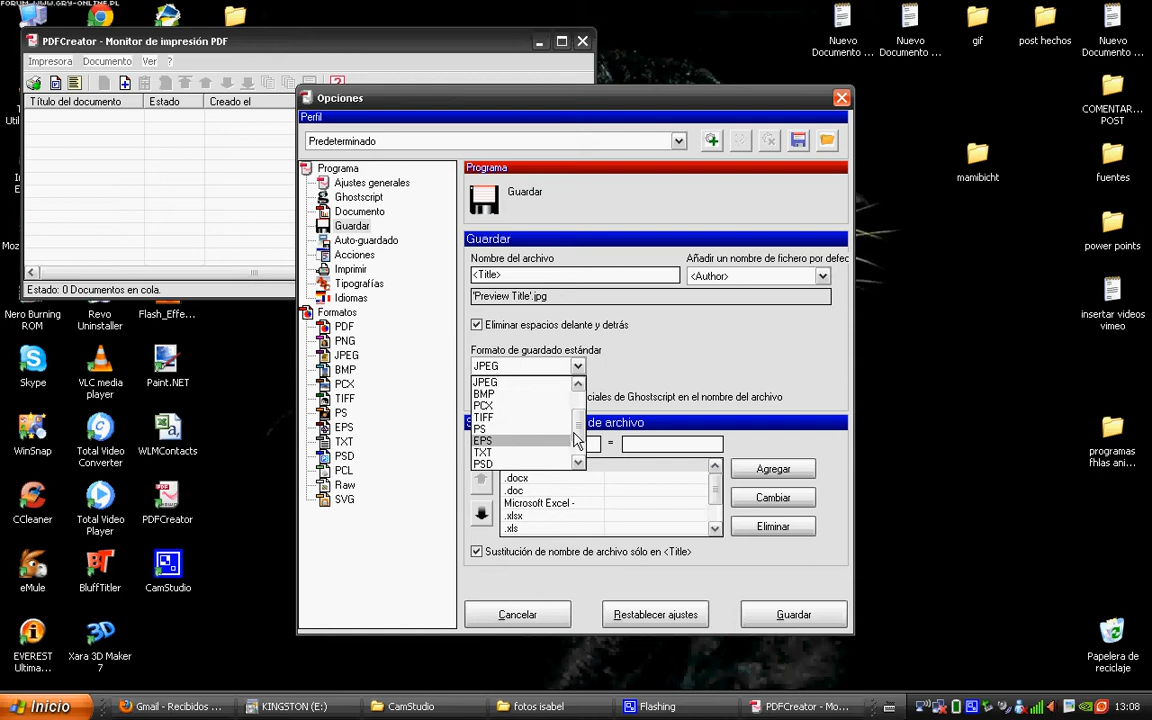 FORUM.WWW.GRY-ONLINE.PL
PDFCreator - Monitor de impresión PDF
Impresora Documento Ver ?
Título del documento Estado Creado el
Estado: 0 Documentos en cola.
Opciones
Perfil
Predeterminado
Programa
Ajustes generales
Ghostscript
Documento
Guardar
Auto-guardado
Acciones
Imprimir
Tipografías
Idiomas
Formatos
PDF
PNG
JPEG
BMP
PCX
TIFF
PS
EPS
TXT
PSD
PCL
Raw
SVG
Programa
Guardar
Guardar
Nombre del archivo
Añadir un nombre de fichero por defec
<Title>
<Author>
'Preview Title'.jpg
Eliminar espacios delante y detrás
Formato de guardado estándar
JPEG
JPEG
BMP
PCX
TIFF
PS
EPS
TXT
PSD
ciales de Ghostscript en el nombre del archivo
de archivo
=
.docx
.doc
Microsoft Excel -
.xlsx
.xls
Agregar
Cambiar
Eliminar
Sustitución de nombre de archivo sólo en <Title>
Cancelar
Restablecer ajustes
Guardar
Nuevo
Documento ...
Nuevo
Documento ...
gif
post hechos
Nuevo
Documento ...
COMENTAR...
POST
mamibicht
fuentes
power points
insertar videos
vimeo
programas
fhlas ani...
Papelera de
reciclaje
Nero Burning
ROM
Revo
Uninstaller
Flash_Effe...
Skype
VLC media
player
Paint.NET
WinSnap
Total Video
Converter
WLMContacts
CCleaner
Total Video
Player
PDFCreator
eMule
BluffTitler
CamStudio
EVEREST
Ultima...
Xara 3D Maker
7
Inicio
Gmail - Recibidos ...
KINGSTON (E:)
CamStudio
fotos isabel
Flashing
PDFCreator - Mo...
13:08